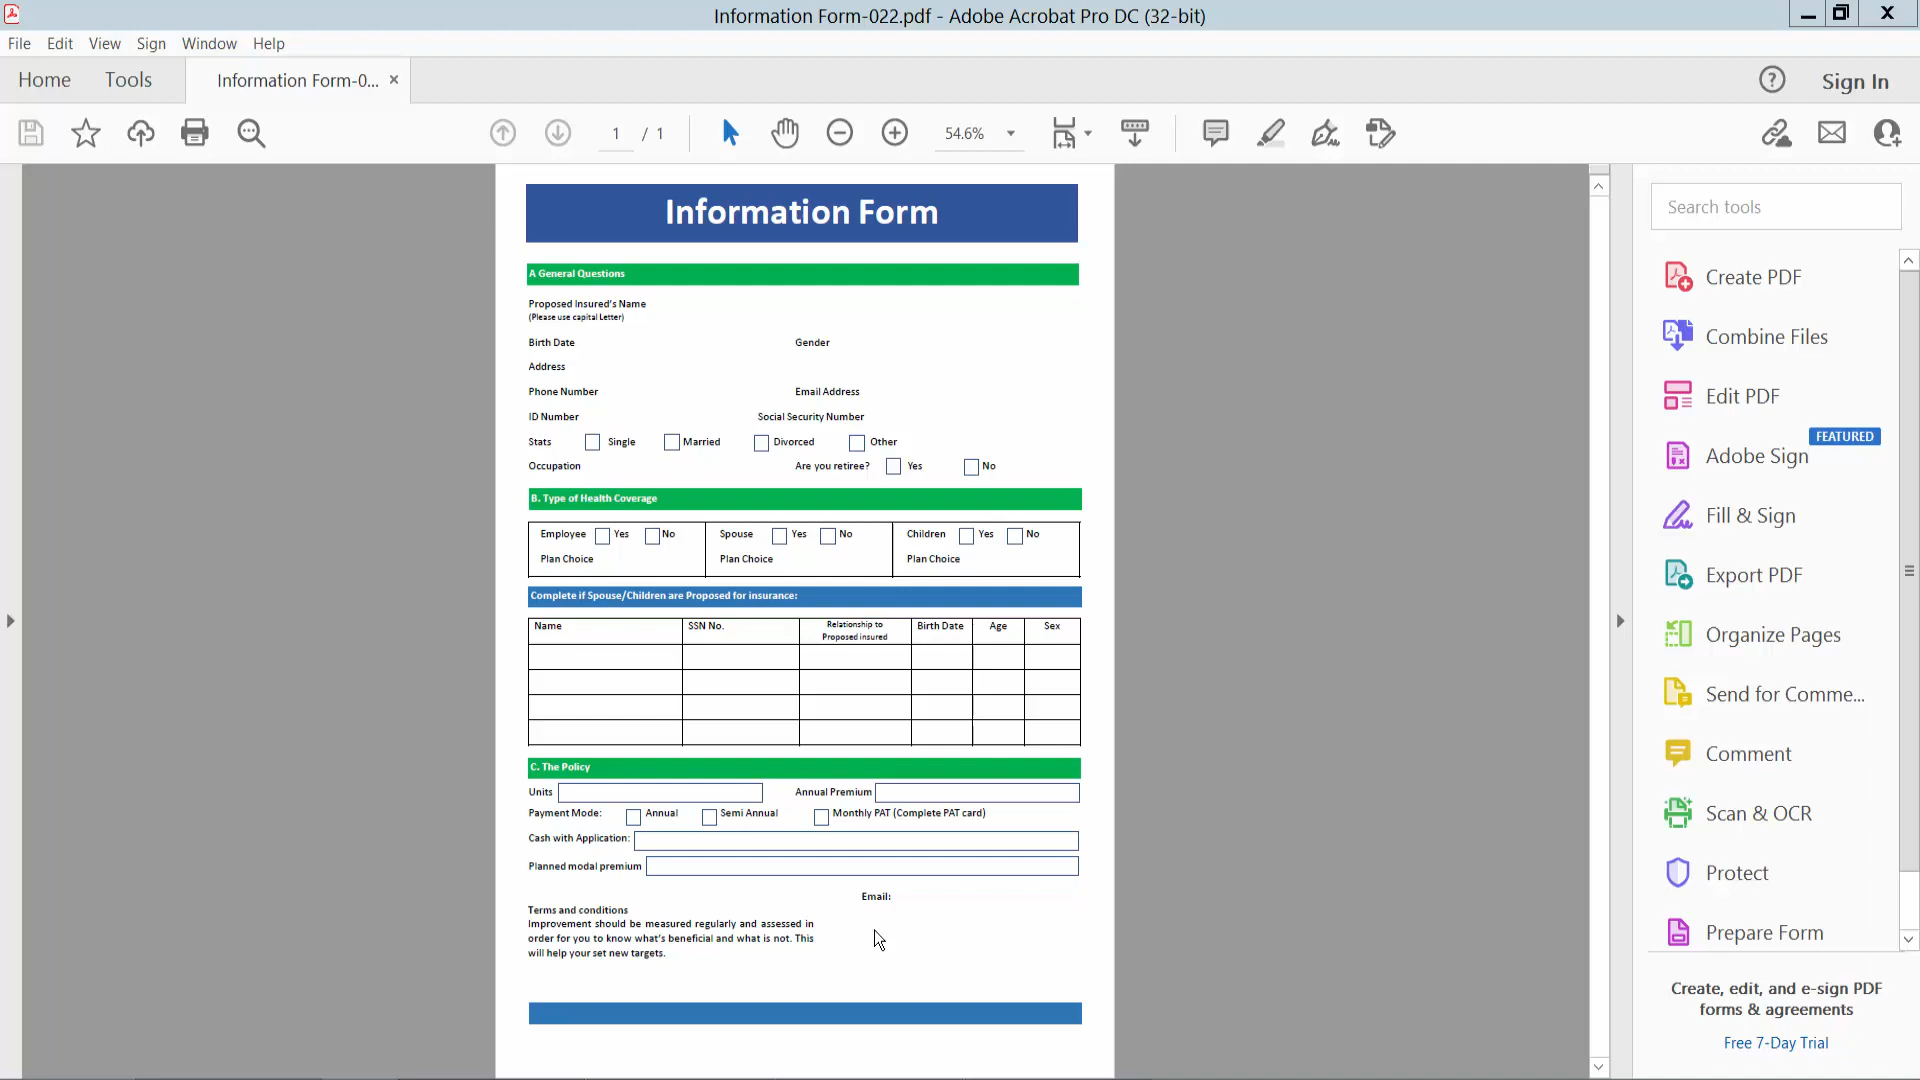 Information Form-022.pdf - Adobe Acrobat Pro DC (32-bit)
File Edit View Sign Window Help
Home Tools Information Form-0... × Sign In
1 / 1 54.6%
Information Form
A General Questions
Proposed Insured's Name
(Please use capital Letter)
Birth Date Gender
Address
Phone Number Email Address
ID Number Social Security Number
Stats Single Married Divorced Other
Occupation Are you retiree? Yes No
B. Type of Health Coverage
Employee Yes No Spouse Yes No Children Yes No
Plan Choice Plan Choice Plan Choice
Complete if Spouse/Children are Proposed for insurance:
Name SSN No. Relationship to Birth Date Age Sex
Proposed insured
C. The Policy
Units Annual Premium
Payment Mode: Annual Semi Annual Monthly PAT (Complete PAT card)
Cash with Application:
Planned modal premium
Email:
Terms and conditions
Improvement should be measured regularly and assessed in
order for you to know what's beneficial and what is not. This
will help your set new targets.
Search tools
Create PDF
Combine Files
Edit PDF
FEATURED
Adobe Sign
Fill & Sign
Export PDF
Organize Pages
Send for Comme...
Comment
Scan & OCR
Protect
Prepare Form
Create, edit, and e-sign PDF
forms & agreements
Free 7-Day Trial